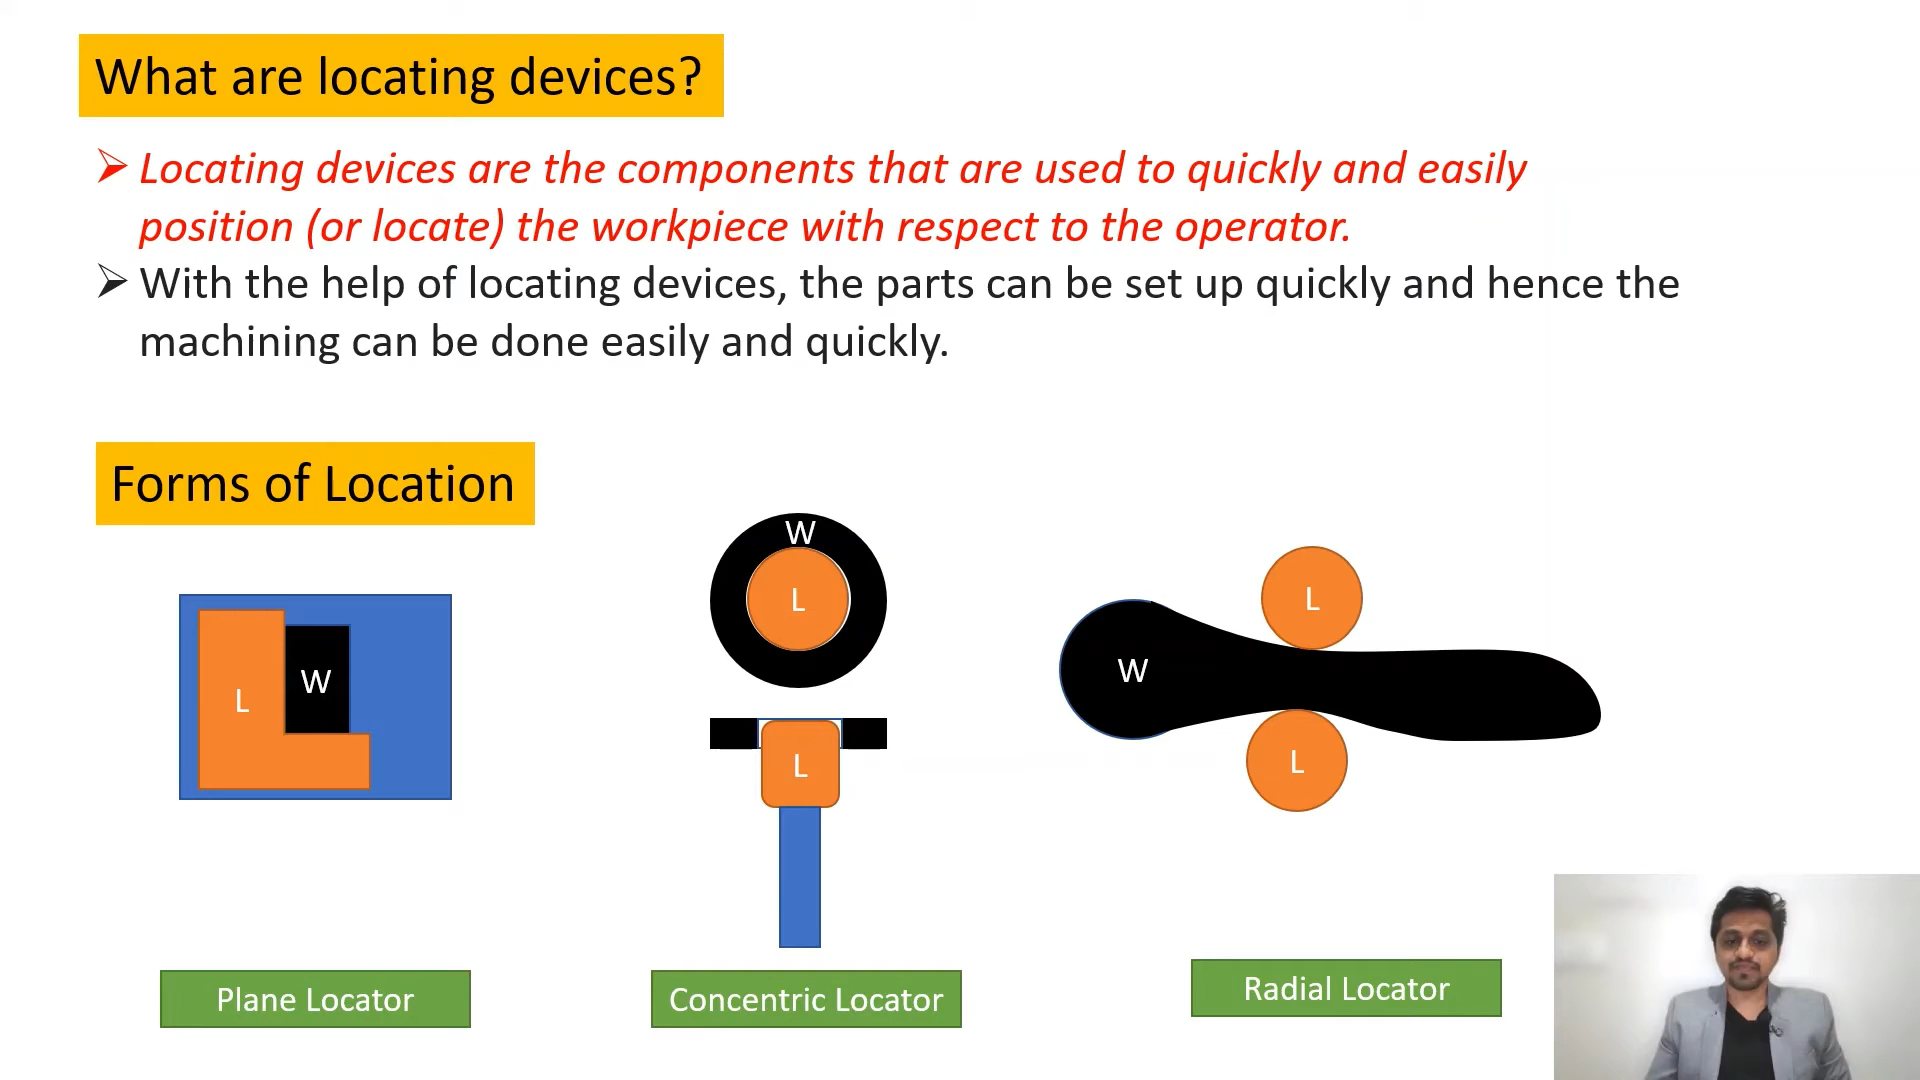 What are locating devices?
Locating devices are the components that are used to quickly and easily
position (or locate) the workpiece with respect to the operator.
With the help of locating devices, the parts can be set up quickly and hence the
machining can be done easily and quickly.
Forms of Location
L
W
W
L
L
W
L
L
Plane Locator
Concentric Locator
Radial Locator